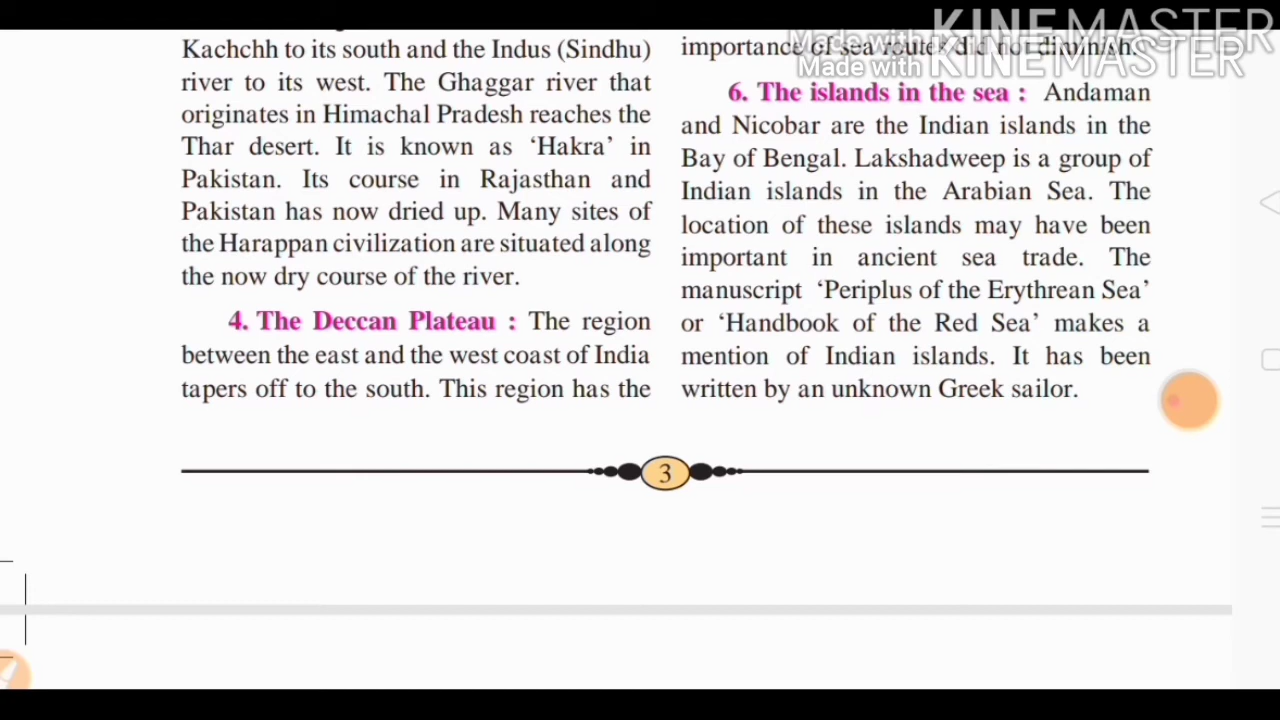 Kachchh to its south and the Indus (Sindhu)
river to its west. The Ghaggar river that
originates in Himachal Pradesh reaches the
Thar desert. It is known as ‘Hakra’ in
Pakistan. Its course in Rajasthan and
Pakistan has now dried up. Many sites of
the Harappan civilization are situated along
the now dry course of the river.
4. The Deccan Plateau : The region
between the east and the west coast of India
tapers off to the south. This region has the
importance of sea routes did not diminish.
6. The islands in the sea : Andaman
and Nicobar are the Indian islands in the
Bay of Bengal. Lakshadweep is a group of
Indian islands in the Arabian Sea. The
location of these islands may have been
important in ancient sea trade. The
manuscript ‘Periplus of the Erythrean Sea’
or ‘Handbook of the Red Sea’ makes a
mention of Indian islands. It has been
written by an unknown Greek sailor.
3
Made with KINEMASTER
Made with KINEMASTER